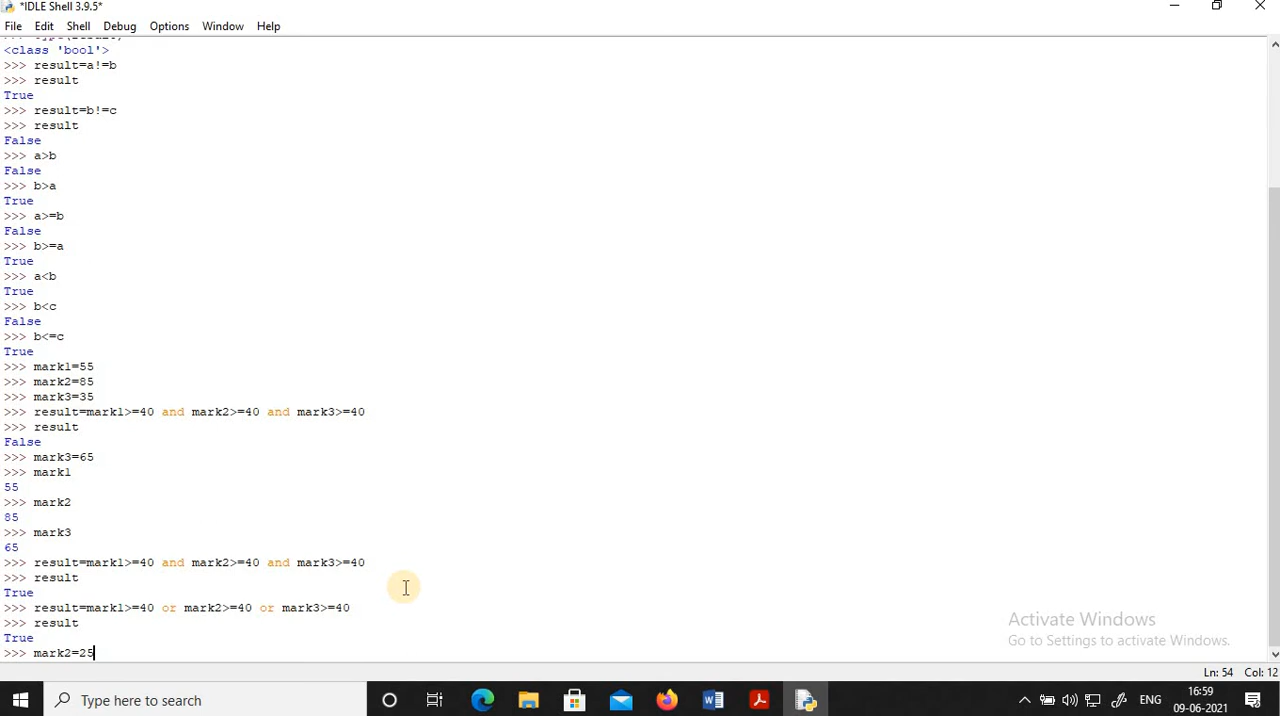 *IDLE Shell 3.9.5*
File Edit Shell Debug Options Window Help
<class 'bool'>
>>> result=a!=b
>>> result
True
>>> result=b!=c
>>> result
False
>>> a>b
False
>>> b>a
True
>>> a>=b
False
>>> b>=a
True
>>> a<b
True
>>> b<c
False
>>> b<=c
True
>>> mark1=55
>>> mark2=85
>>> mark3=35
>>> result=mark1>=40 and mark2>=40 and mark3>=40
>>> result
False
>>> mark3=65
>>> mark1
55
>>> mark2
85
>>> mark3
65
>>> result=mark1>=40 and mark2>=40 and mark3>=40
>>> result
True
>>> result=mark1>=40 or mark2>=40 or mark3>=40
>>> result
True
>>> mark2=25
Activate Windows
Go to Settings to activate Windows.
Ln: 54 Col: 12
Type here to search
ENG
16:59
09-06-2021